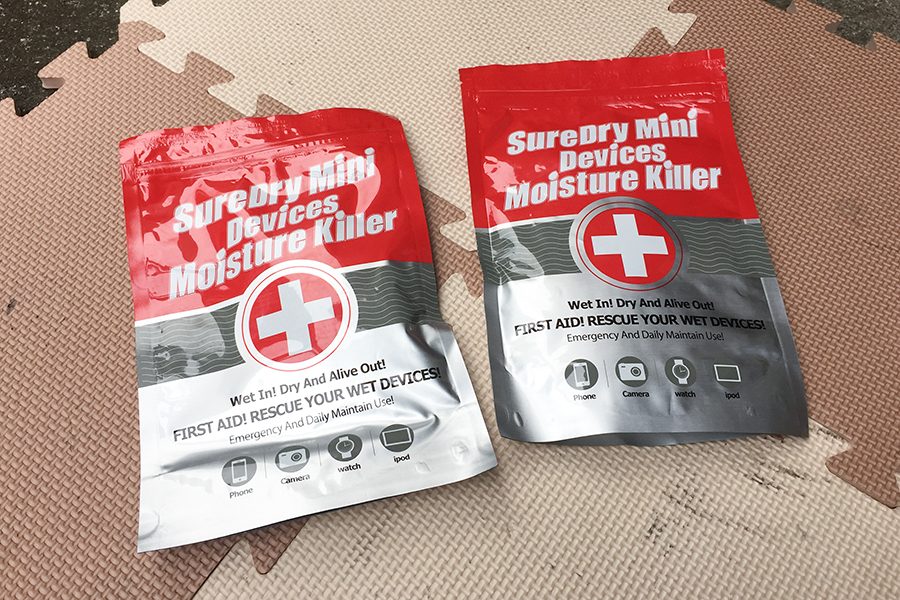 SureDry Mini
Devices
Moisture Killer
Wet In! Dry And Alive Out!
FIRST AID! RESCUE YOUR WET DEVICES!
Emergency And Daily Maintain Use!
Phone
Camera
watch
ipod
SureDry Mini
Devices
Moisture Killer
Wet In! Dry And Alive Out!
FIRST AID! RESCUE YOUR WET DEVICES!
Emergency And Daily Maintain Use!
Phone
Camera
watch
ipod